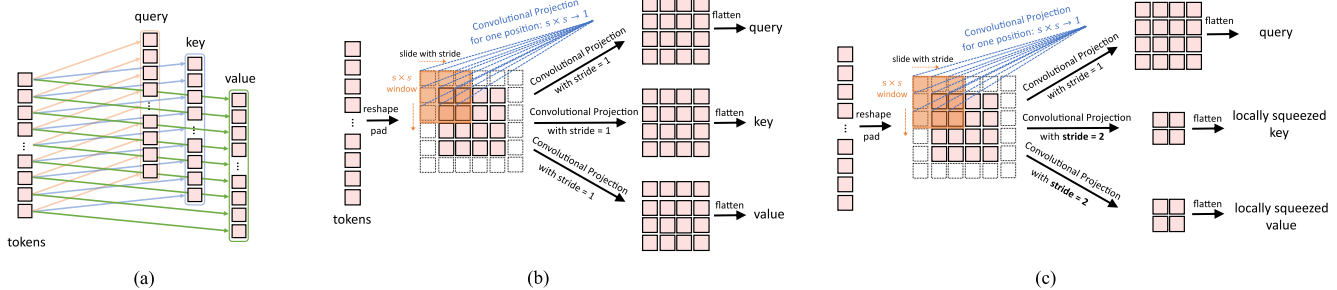 query
key
value
tokens
(a)
Convolutional Projection
for one position: s × s → 1
slide with stride
s × s
window
reshape
pad
tokens
Convolutional Projection
with stride = 1
Convolutional Projection
with stride = 1
Convolutional Projection
with stride = 1
flatten
query
flatten
key
flatten
value
(b)
Convolutional Projection
for one position: s × s → 1
slide with stride
s × s
window
reshape
pad
tokens
Convolutional Projection
with stride = 1
Convolutional Projection
with stride = 2
Convolutional Projection
with stride = 2
flatten
query
flatten
locally squeezed
key
flatten
locally squeezed
value
(c)